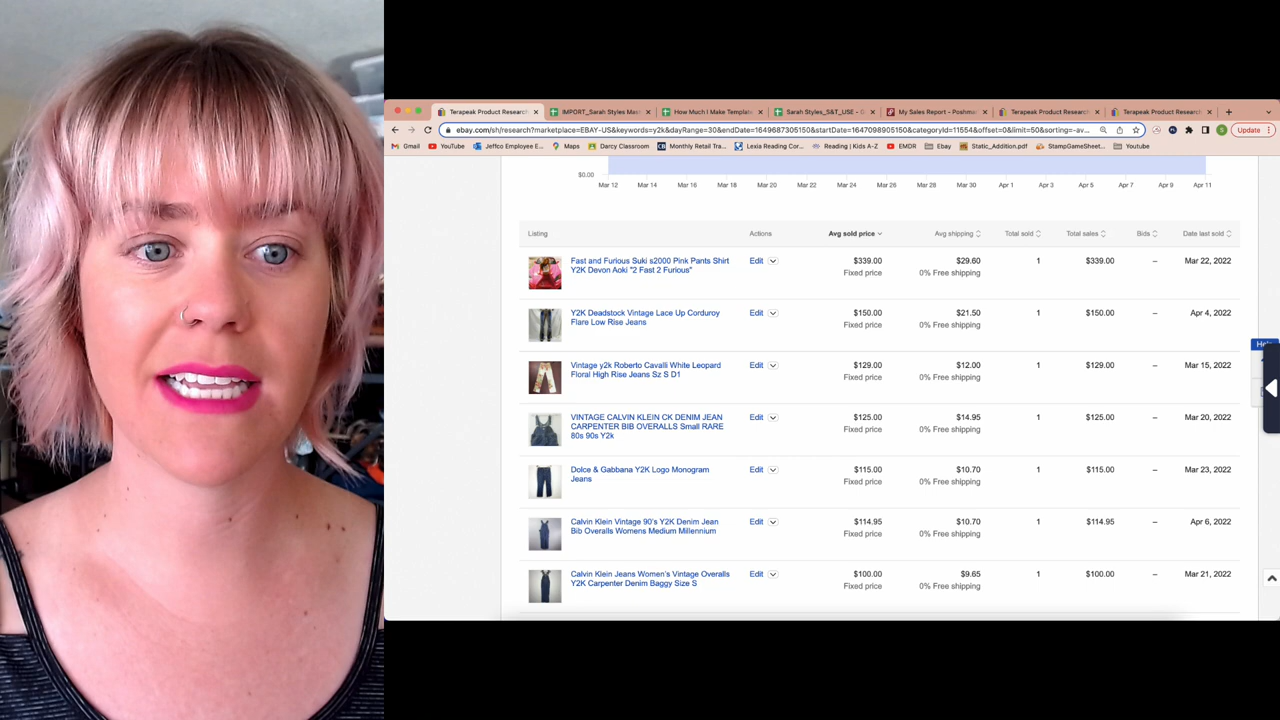 Terapeak Product Research
IMPORT_Sarah Styles Mas
How Much I Make Template
Sarah Styles_S&T_USE -
My Sales Report – Poshm
Terapeak Product Research
Terapeak Product Research
ebay.com/sh/research?marketplace=EBAY-US&keywords=y2k&dayRange=30&endDate=1649687305150&startDate=1647098905150&categoryId=11554&offset=0&limit=50&sorting=-av...
Update
Gmail
YouTube
Jeffco Employee E...
Maps
Darcy Classroom
Monthly Retail Tra...
Lexia Reading Cor...
Reading | Kids A-Z
EMDR
Ebay
Static_Addition.pdf
StampGameSheet...
Youtube
$0.00
Mar 12 Mar 14 Mar 16 Mar 18 Mar 20 Mar 22 Mar 24 Mar 26 Mar 28 Mar 30 Apr 1 Apr 3 Apr 5 Apr 7 Apr 9 Apr 11
Listing Actions Avg sold price Avg shipping Total sold Total sales Bids Date last sold
Fast and Furious Suki s2000 Pink Pants Shirt Edit $339.00 $29.60 1 $339.00 – Mar 22, 2022
Y2K Devon Aoki "2 Fast 2 Furious" Fixed price 0% Free shipping
Y2K Deadstock Vintage Lace Up Corduroy Edit $150.00 $21.50 1 $150.00 – Apr 4, 2022
Flare Low Rise Jeans Fixed price 0% Free shipping
Vintage y2k Roberto Cavalli White Leopard Edit $129.00 $12.00 1 $129.00 – Mar 15, 2022
Floral High Rise Jeans Sz S D1 Fixed price 0% Free shipping
VINTAGE CALVIN KLEIN CK DENIM JEAN Edit $125.00 $14.95 1 $125.00 – Mar 20, 2022
CARPENTER BIB OVERALLS Small RARE Fixed price 0% Free shipping
80s 90s Y2k
Dolce & Gabbana Y2K Logo Monogram Edit $115.00 $10.70 1 $115.00 – Mar 23, 2022
Jeans Fixed price 0% Free shipping
Calvin Klein Vintage 90's Y2K Denim Jean Edit $114.95 $10.70 1 $114.95 – Apr 6, 2022
Bib Overalls Womens Medium Millennium Fixed price 0% Free shipping
Calvin Klein Jeans Women's Vintage Overalls Edit $100.00 $9.65 1 $100.00 – Mar 21, 2022
Y2K Carpenter Denim Baggy Size S Fixed price 0% Free shipping